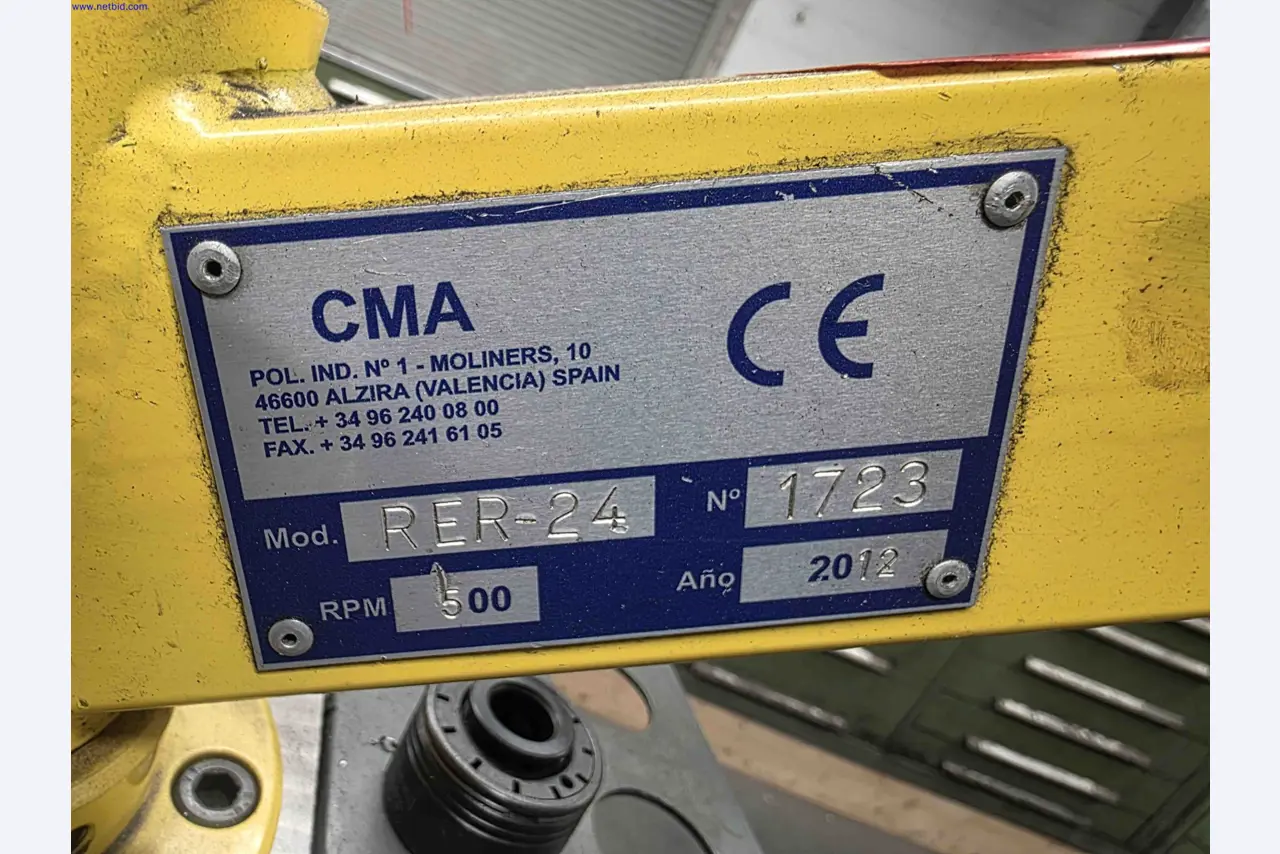 www.netbid.com
CMA
CE
POL. IND. Nº 1 - MOLINERS, 10
46600 ALZIRA (VALENCIA) SPAIN
TEL. + 34 96 240 08 00
FAX. + 34 96 241 61 05
Mod. RER-24 Nº 1723
RPM 500 Año 2012